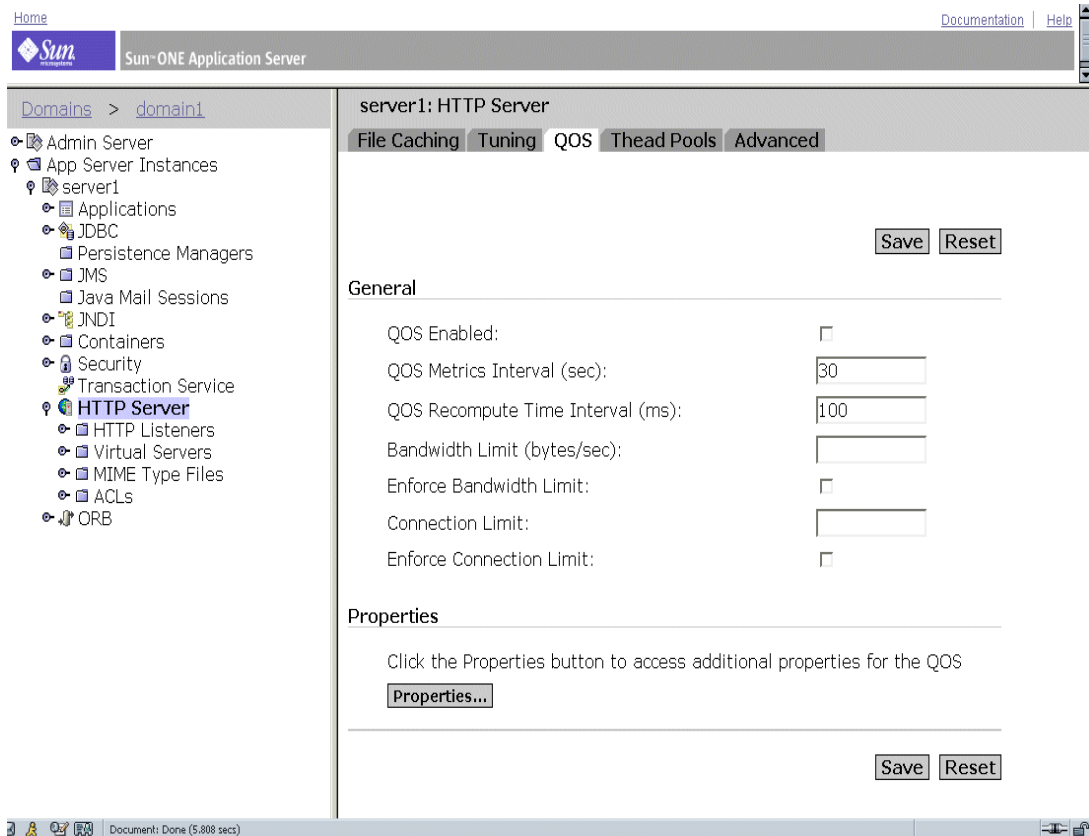 Home
Documentation | Help
Sun microsystems
Sun™ ONE Application Server
Domains > domain1
Admin Server
App Server Instances
server1
Applications
JDBC
Persistence Managers
JMS
Java Mail Sessions
JNDI
Containers
Security
Transaction Service
HTTP Server
HTTP Listeners
Virtual Servers
MIME Type Files
ACLs
ORB
server1: HTTP Server
File Caching Tuning QOS Thead Pools Advanced
Save Reset
General
QOS Enabled:
QOS Metrics Interval (sec): 30
QOS Recompute Time Interval (ms): 100
Bandwidth Limit (bytes/sec):
Enforce Bandwidth Limit:
Connection Limit:
Enforce Connection Limit:
Properties
Click the Properties button to access additional properties for the QOS
Properties...
Save Reset
Document: Done (5.808 secs)